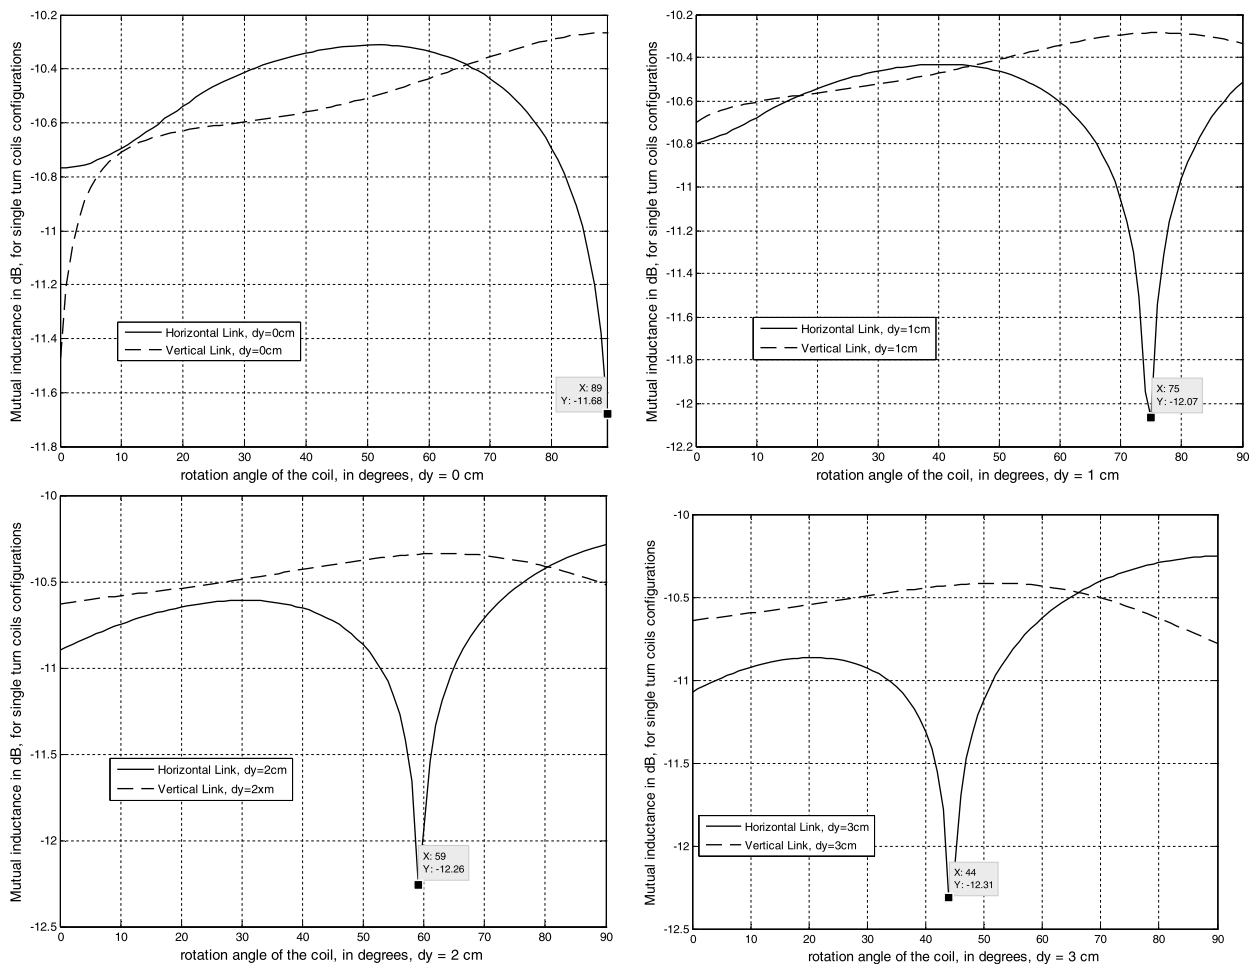 Mutual inductance in dB, for single turn coils configurations
-10.2
-10.4
-10.6
-10.8
-11
-11.2
-11.4
-11.6
-11.8
Horizontal Link, dy=0cm
Vertical Link, dy=0cm
X: 89
Y: -11.68
0 10 20 30 40 50 60 70 80
rotation angle of the coil, in degrees, dy = 0 cm
Mutual inductance in dB, for single turn coils configurations
-10.2
-10.4
-10.6
-10.8
-11
-11.2
-11.4
-11.6
-11.8
-12
-12.2
Horizontal Link, dy=1cm
Vertical Link, dy=1cm
X: 75
Y: -12.07
0 10 20 30 40 50 60 70 80 90
rotation angle of the coil, in degrees, dy = 1 cm
Mutual inductance in dB, for single turn coils configurations
-10
-10.5
-11
-11.5
-12
-12.5
Horizontal Link, dy=2cm
Vertical Link, dy=2xm
X: 59
Y: -12.26
0 10 20 30 40 50 60 70 80 90
rotation angle of the coil, in degrees, dy = 2 cm
Mutual inductance in dB, for single turn coils configurations
-10
-10.5
-11
-11.5
-12
-12.5
Horizontal Link, dy=3cm
Vertical Link, dy=3cm
X: 44
Y: -12.31
0 10 20 30 40 50 60 70 80 90
rotation angle of the coil, in degrees, dy = 3 cm